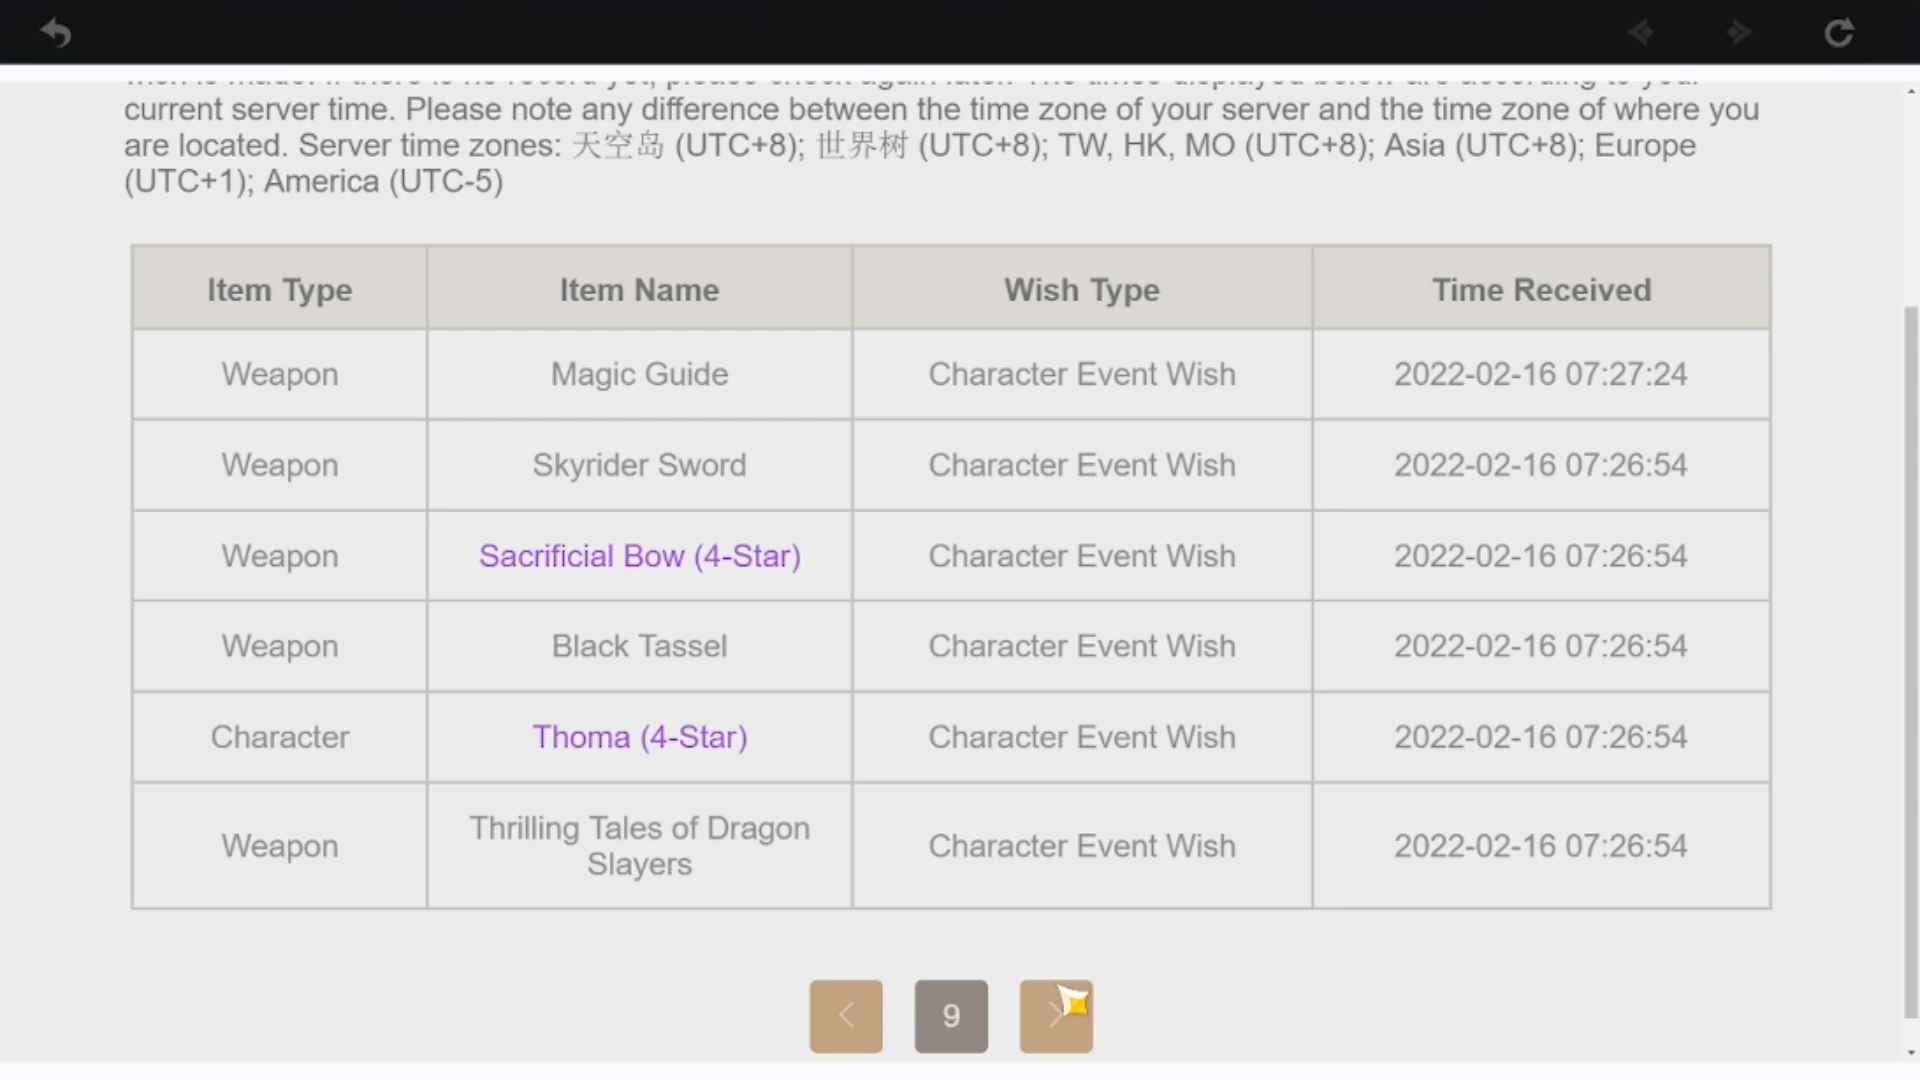 current server time. Please note any difference between the time zone of your server and the time zone of where you
are located. Server time zones: 天空岛 (UTC+8); 世界树 (UTC+8); TW, HK, MO (UTC+8); Asia (UTC+8); Europe
(UTC+1); America (UTC-5)
Item Type Item Name Wish Type Time Received
Weapon Magic Guide Character Event Wish 2022-02-16 07:27:24
Weapon Skyrider Sword Character Event Wish 2022-02-16 07:26:54
Weapon Sacrificial Bow (4-Star) Character Event Wish 2022-02-16 07:26:54
Weapon Black Tassel Character Event Wish 2022-02-16 07:26:54
Character Thoma (4-Star) Character Event Wish 2022-02-16 07:26:54
Weapon Thrilling Tales of Dragon Slayers Character Event Wish 2022-02-16 07:26:54
9